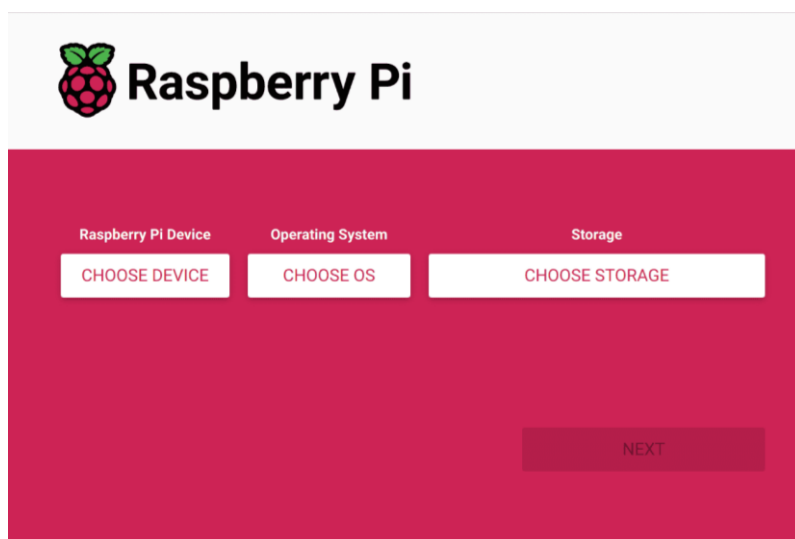 Raspberry Pi
Raspberry Pi Device
Operating System
Storage
CHOOSE DEVICE
CHOOSE OS
CHOOSE STORAGE
NEXT